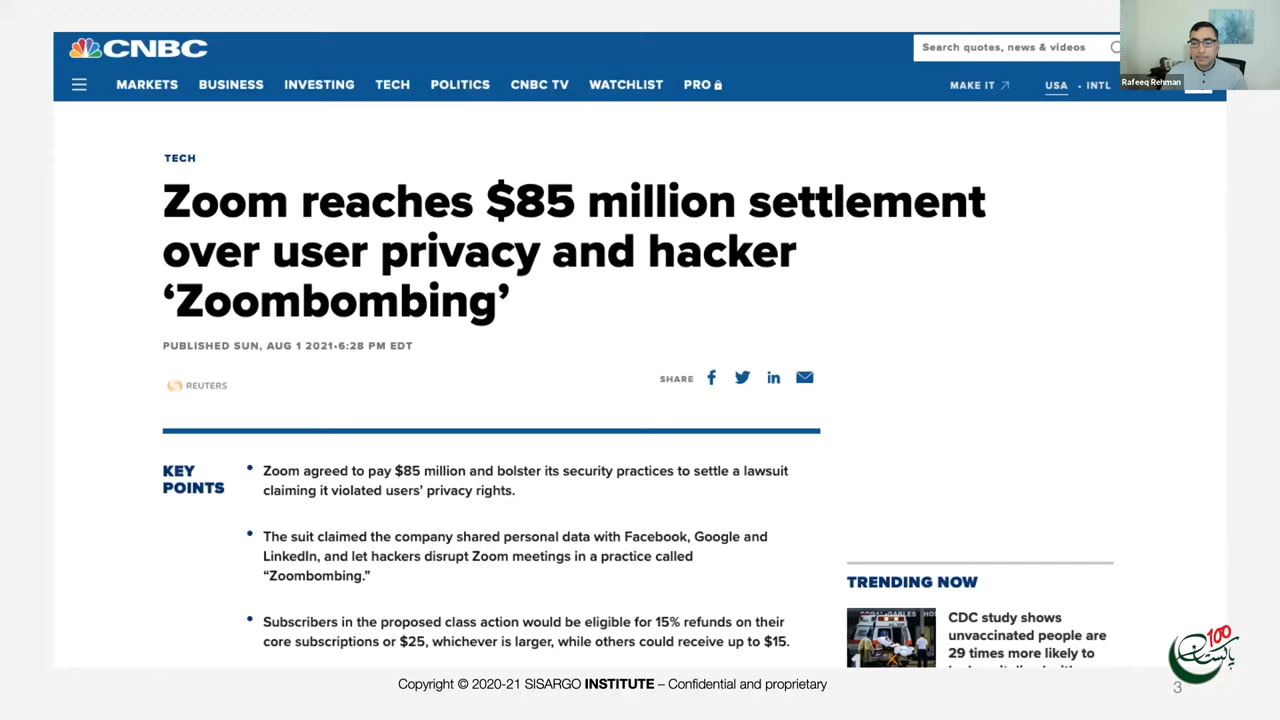 CNBC
Search quotes, news & videos
MARKETS BUSINESS INVESTING TECH POLITICS CNBC TV WATCHLIST PRO
MAKE IT USA • INTL
Rafeeq Rehman
TECH
Zoom reaches $85 million settlement
over user privacy and hacker
‘Zoombombing’
PUBLISHED SUN, AUG 1 2021•6:28 PM EDT
REUTERS
SHARE
KEY
POINTS
• Zoom agreed to pay $85 million and bolster its security practices to settle a lawsuit
claiming it violated users’ privacy rights.
• The suit claimed the company shared personal data with Facebook, Google and
LinkedIn, and let hackers disrupt Zoom meetings in a practice called
“Zoombombing.”
• Subscribers in the proposed class action would be eligible for 15% refunds on their
core subscriptions or $25, whichever is larger, while others could receive up to $15.
TRENDING NOW
CDC study shows
unvaccinated people are
29 times more likely to
پاکستان
100
Copyright © 2020-21 SISARGO INSTITUTE – Confidential and proprietary
3